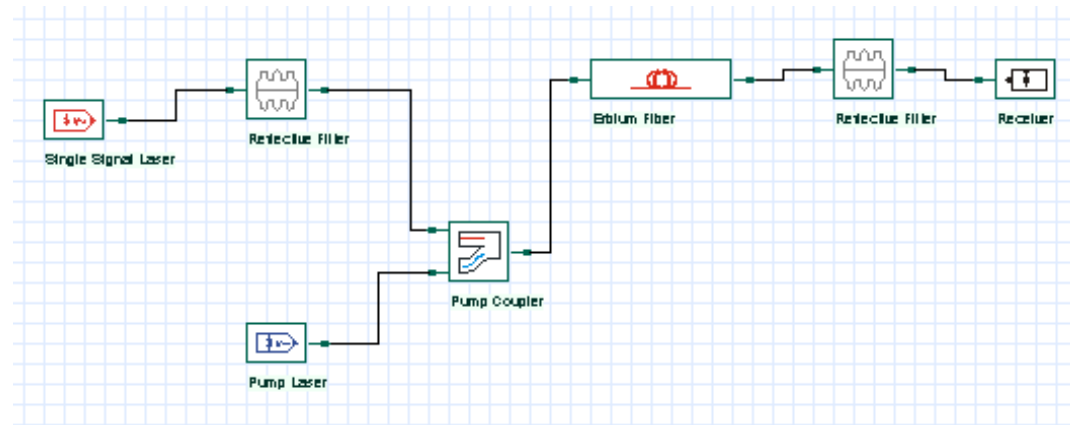 Single Signal Laser
Reflective Filter
Erbium Fiber
Reflective Filter
Receiver
Pump Coupler
Pump Laser